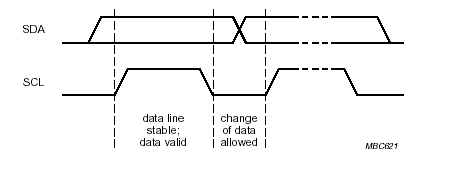 SDA
SCL
data line
stable;
data valid
change
of data
allowed
MBC621